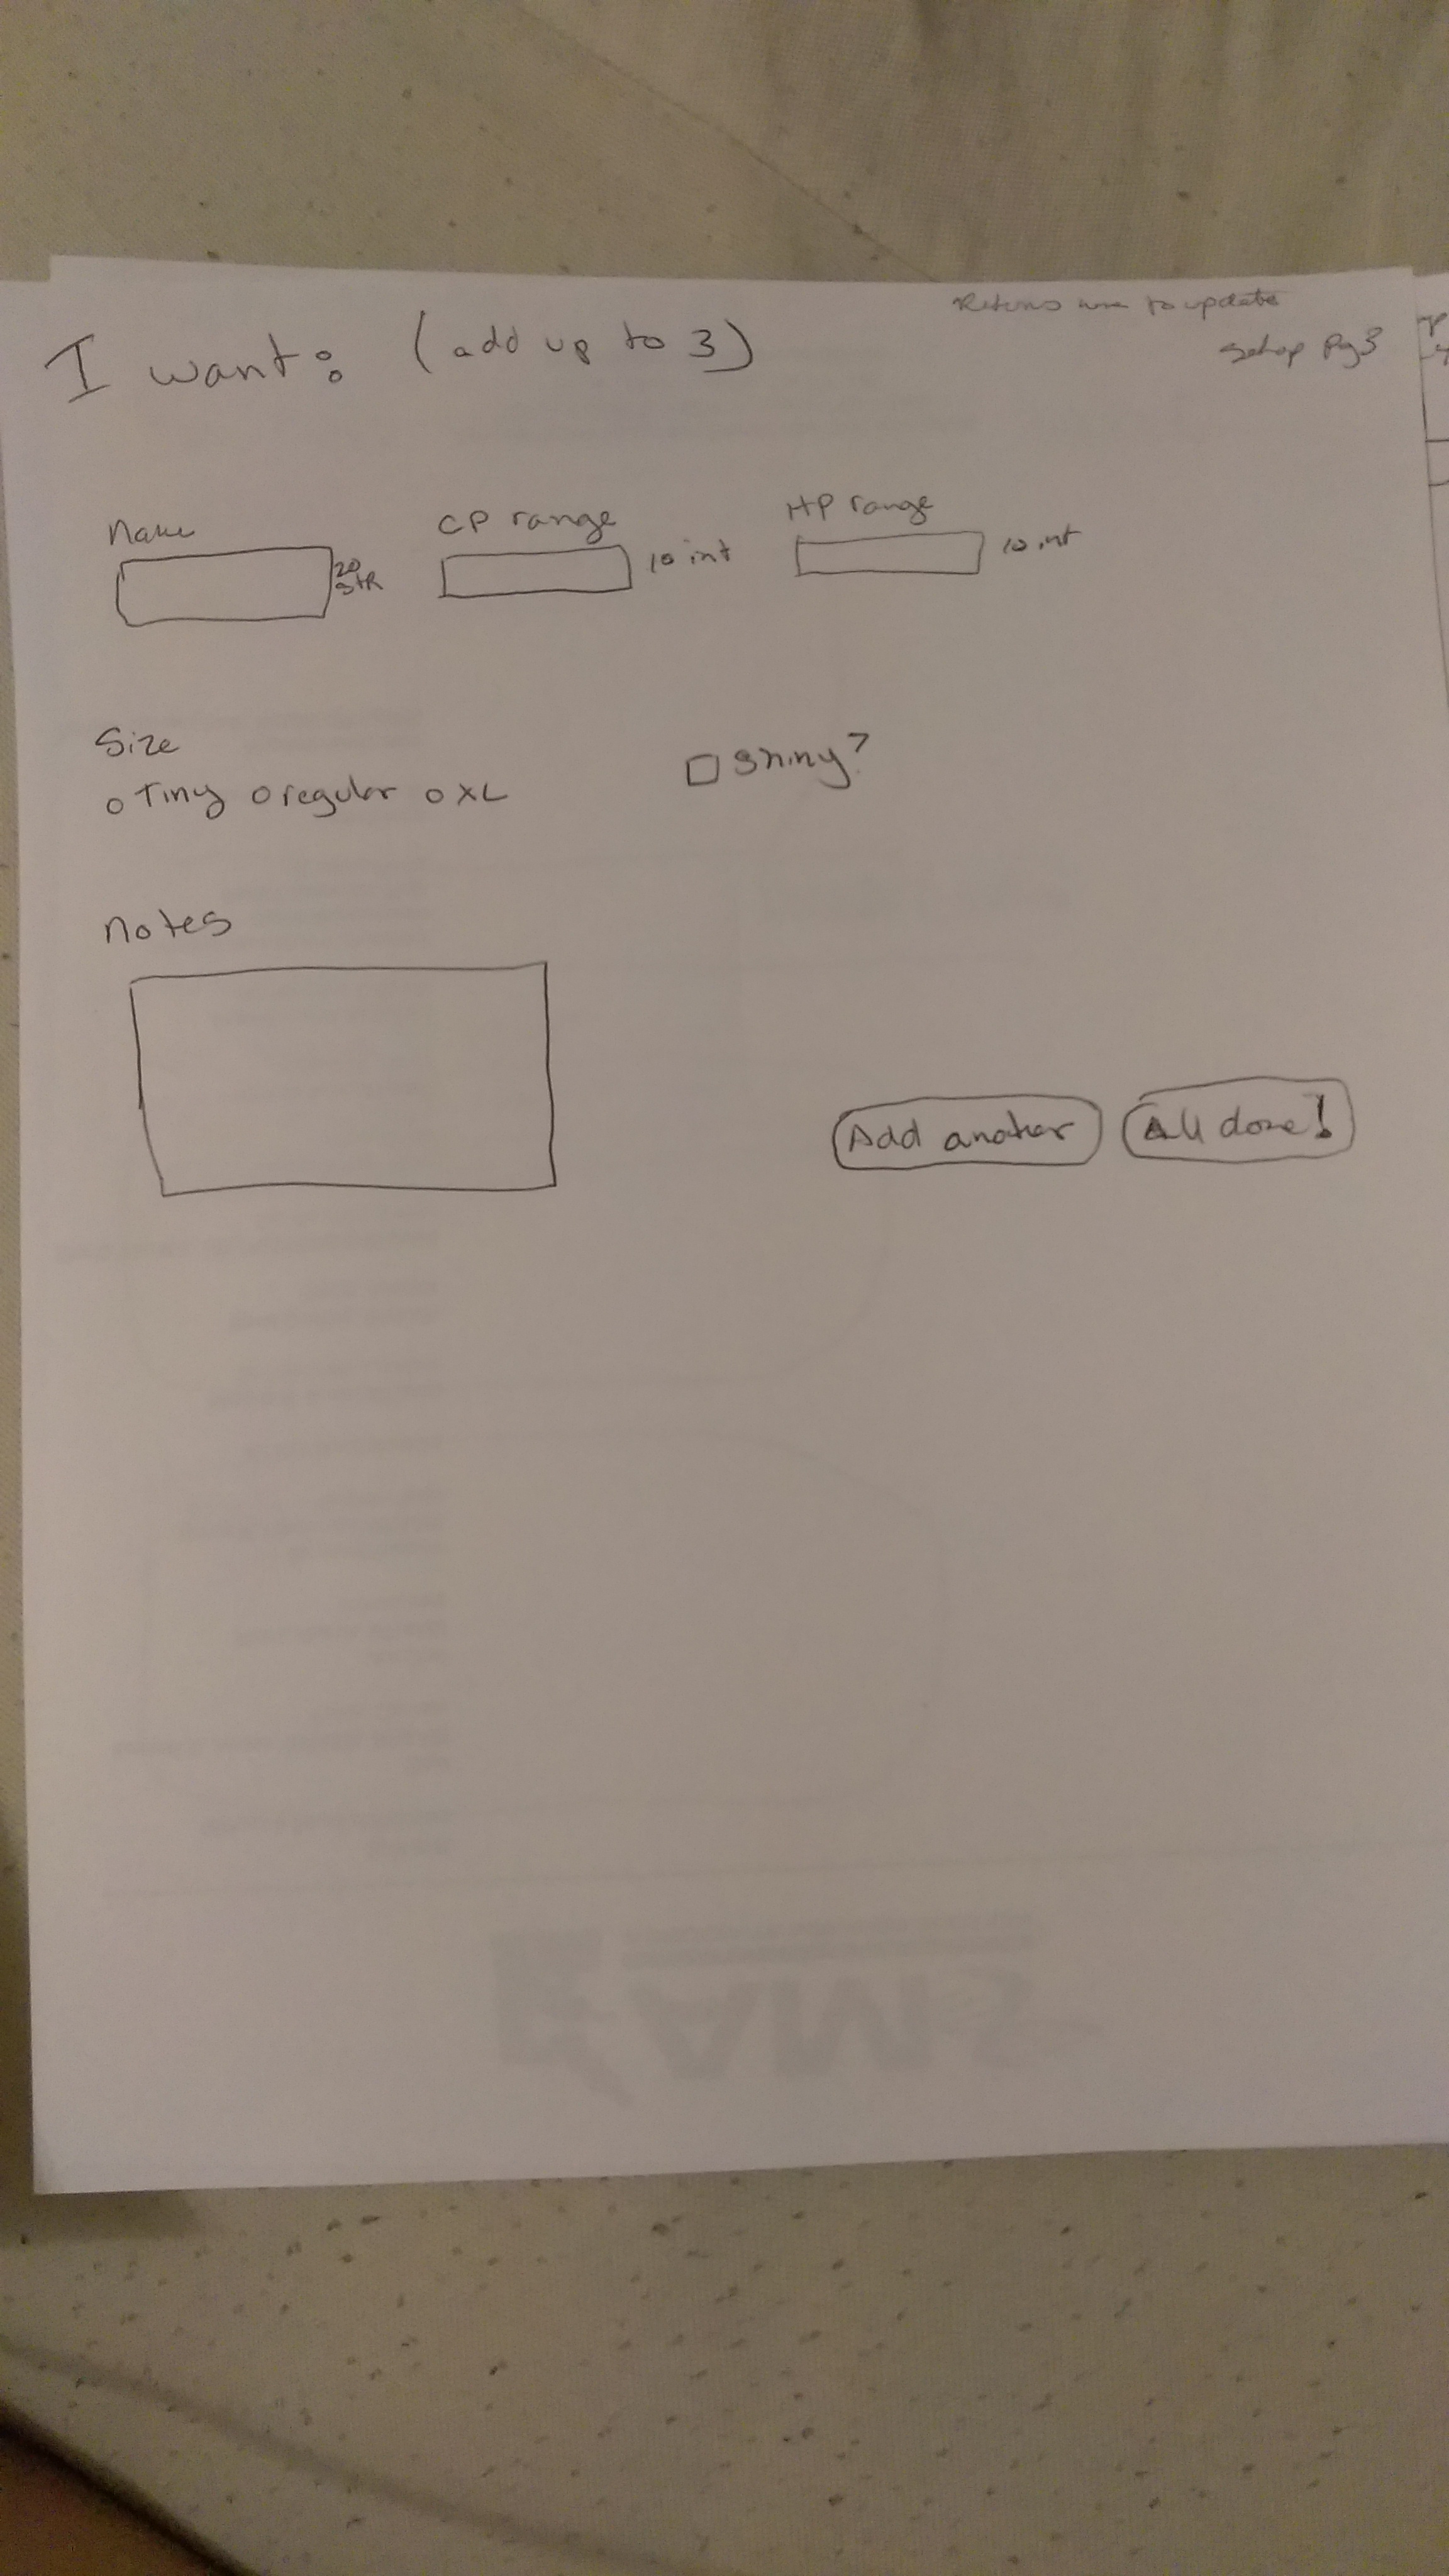 Returns here to update
Setup Pg3
I want: (add up to 3)
Name
20
STR
CP range
10 int
HP range
10 int
Size
Tiny regular XL
Shiny?
Notes
Add another
All done!